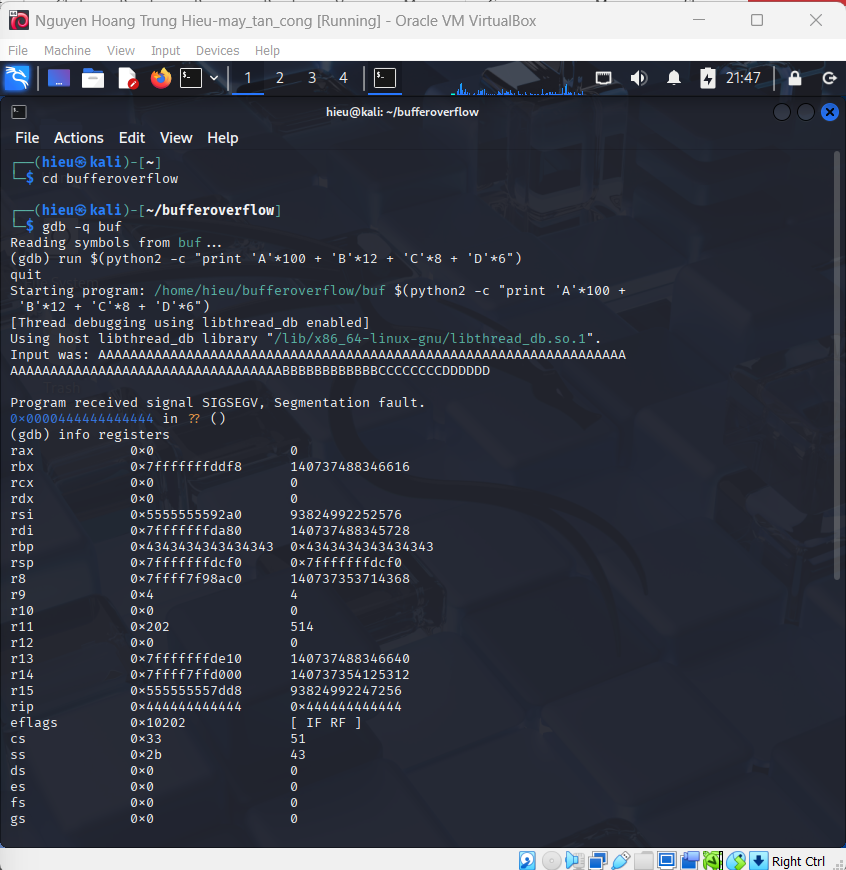 Nguyen Hoang Trung Hieu-may_tan_cong [Running] - Oracle VM VirtualBox
File Machine View Input Devices Help
1 2 3 4 21:47
hieu@kali: ~/bufferoverflow
File Actions Edit View Help
┌──(hieu㉿kali)-[~]
└─$ cd bufferoverflow
┌──(hieu㉿kali)-[~/bufferoverflow]
└─$ gdb -q buf
Reading symbols from buf...
(gdb) run $(python2 -c "print 'A'*100 + 'B'*12 + 'C'*8 + 'D'*6")
quit
Starting program: /home/hieu/bufferoverflow/buf $(python2 -c "print 'A'*100 +
'B'*12 + 'C'*8 + 'D'*6")
[Thread debugging using libthread_db enabled]
Using host libthread_db library "/lib/x86_64-linux-gnu/libthread_db.so.1".
Input was: AAAAAAAAAAAAAAAAAAAAAAAAAAAAAAAAAAAAAAAAAAAAAAAAAAAAAAAAAAAAAAAAAA
AAAAAAAAAAAAAAAAAAAAAAAAAAAAAAAAAABBBBBBBBBBBBCCCCCCCCDDDDDD
Program received signal SIGSEGV, Segmentation fault.
0x0000444444444444 in ?? ()
(gdb) info registers
rax 0x0 0
rbx 0x7fffffffddf8 140737488346616
rcx 0x0 0
rdx 0x0 0
rsi 0x5555555592a0 93824992252576
rdi 0x7fffffffda80 140737488345728
rbp 0x4343434343434343 0x4343434343434343
rsp 0x7fffffffdcf0 0x7fffffffdcf0
r8 0x7ffff7f98ac0 140737353714368
r9 0x4 4
r10 0x0 0
r11 0x202 514
r12 0x0 0
r13 0x7fffffffde10 140737488346640
r14 0x7ffff7ffd000 140737354125312
r15 0x555555557dd8 93824992247256
rip 0x444444444444 0x444444444444
eflags 0x10202 [ IF RF ]
cs 0x33 51
ss 0x2b 43
ds 0x0 0
es 0x0 0
fs 0x0 0
gs 0x0 0
Right Ctrl